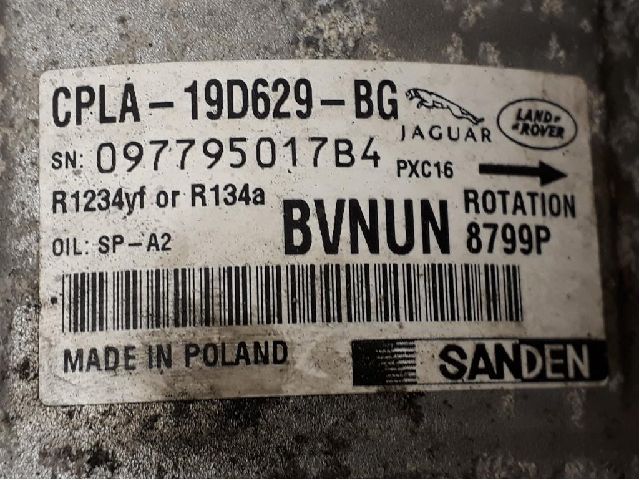 CPLA-19D629-BG
JAGUAR
LAND-
-ROVER
SN: 097795017B4
PXC16
R1234yf or R134a
ROTATION
OIL: SP-A2
BVNUN
8799P
MADE IN POLAND
SANDEN